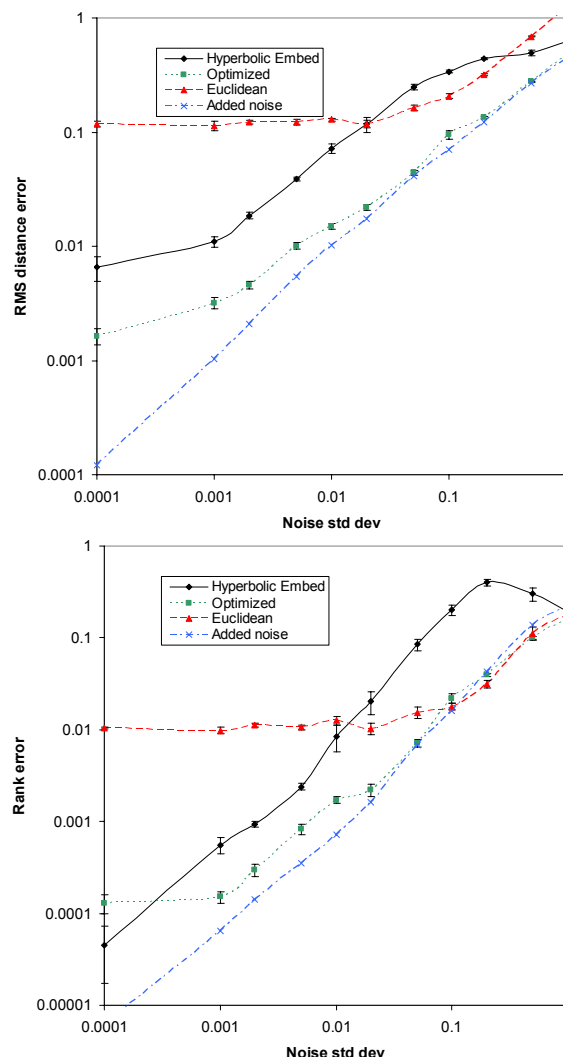 1
0.1
0.01
0.001
0.0001
RMS distance error
Hyperbolic Embed
Optimized
Euclidean
Added noise
0.0001 0.001 0.01 0.1
Noise std dev
1
0.1
0.01
0.001
0.0001
0.00001
Rank error
Hyperbolic Embed
Optimized
Euclidean
Added noise
0.0001 0.001 0.01 0.1
Noise std dev